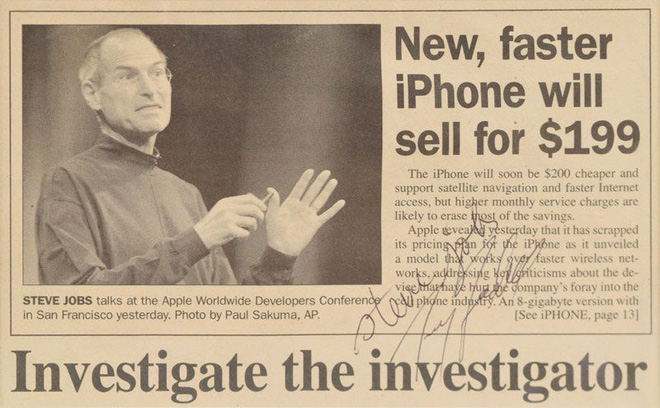 New, faster
iPhone will
sell for $199
The iPhone will soon be $200 cheaper and
support satellite navigation and faster Internet
access, but higher monthly service charges are
likely to erase most of the savings.
Apple revealed yesterday that it has scrapped
its pricing plan for the iPhone as it unveiled
a model that works over faster wireless net-
works, addressing key criticisms about the de-
vice that have hurt the company's foray into the
cell phone industry. An 8-gigabyte version with
[See iPHONE, page 13]
STEVE JOBS talks at the Apple Worldwide Developers Conference
in San Francisco yesterday. Photo by Paul Sakuma, AP.
steve jobs
Investigate the investigator